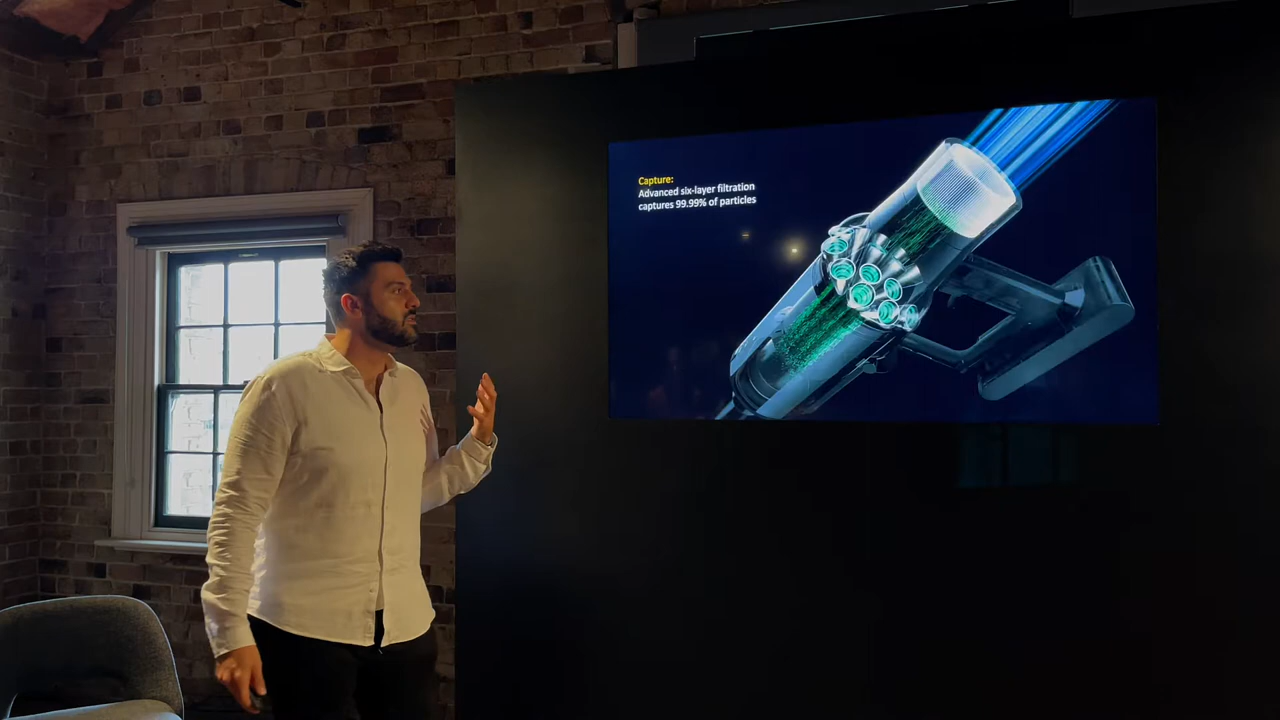 Capture:
Advanced six-layer filtration
captures 99.99% of particles